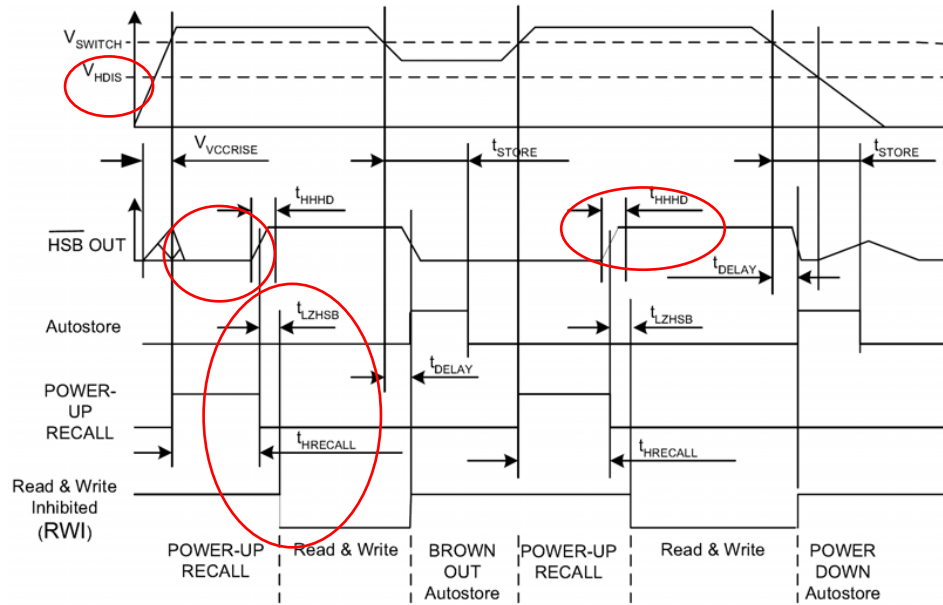 VSWITCH
VHDIS
VVCCRISE
tSTORE
tSTORE
tHHHD
tHHHD
HSB OUT
tDELAY
tLZHSB
tLZHSB
Autostore
tDELAY
POWER-
UP
RECALL
tHRECALL
tHRECALL
Read & Write
Inhibited
(RWI)
POWER-UP
RECALL
Read & Write
BROWN
OUT
Autostore
POWER-UP
RECALL
Read & Write
POWER
DOWN
Autostore